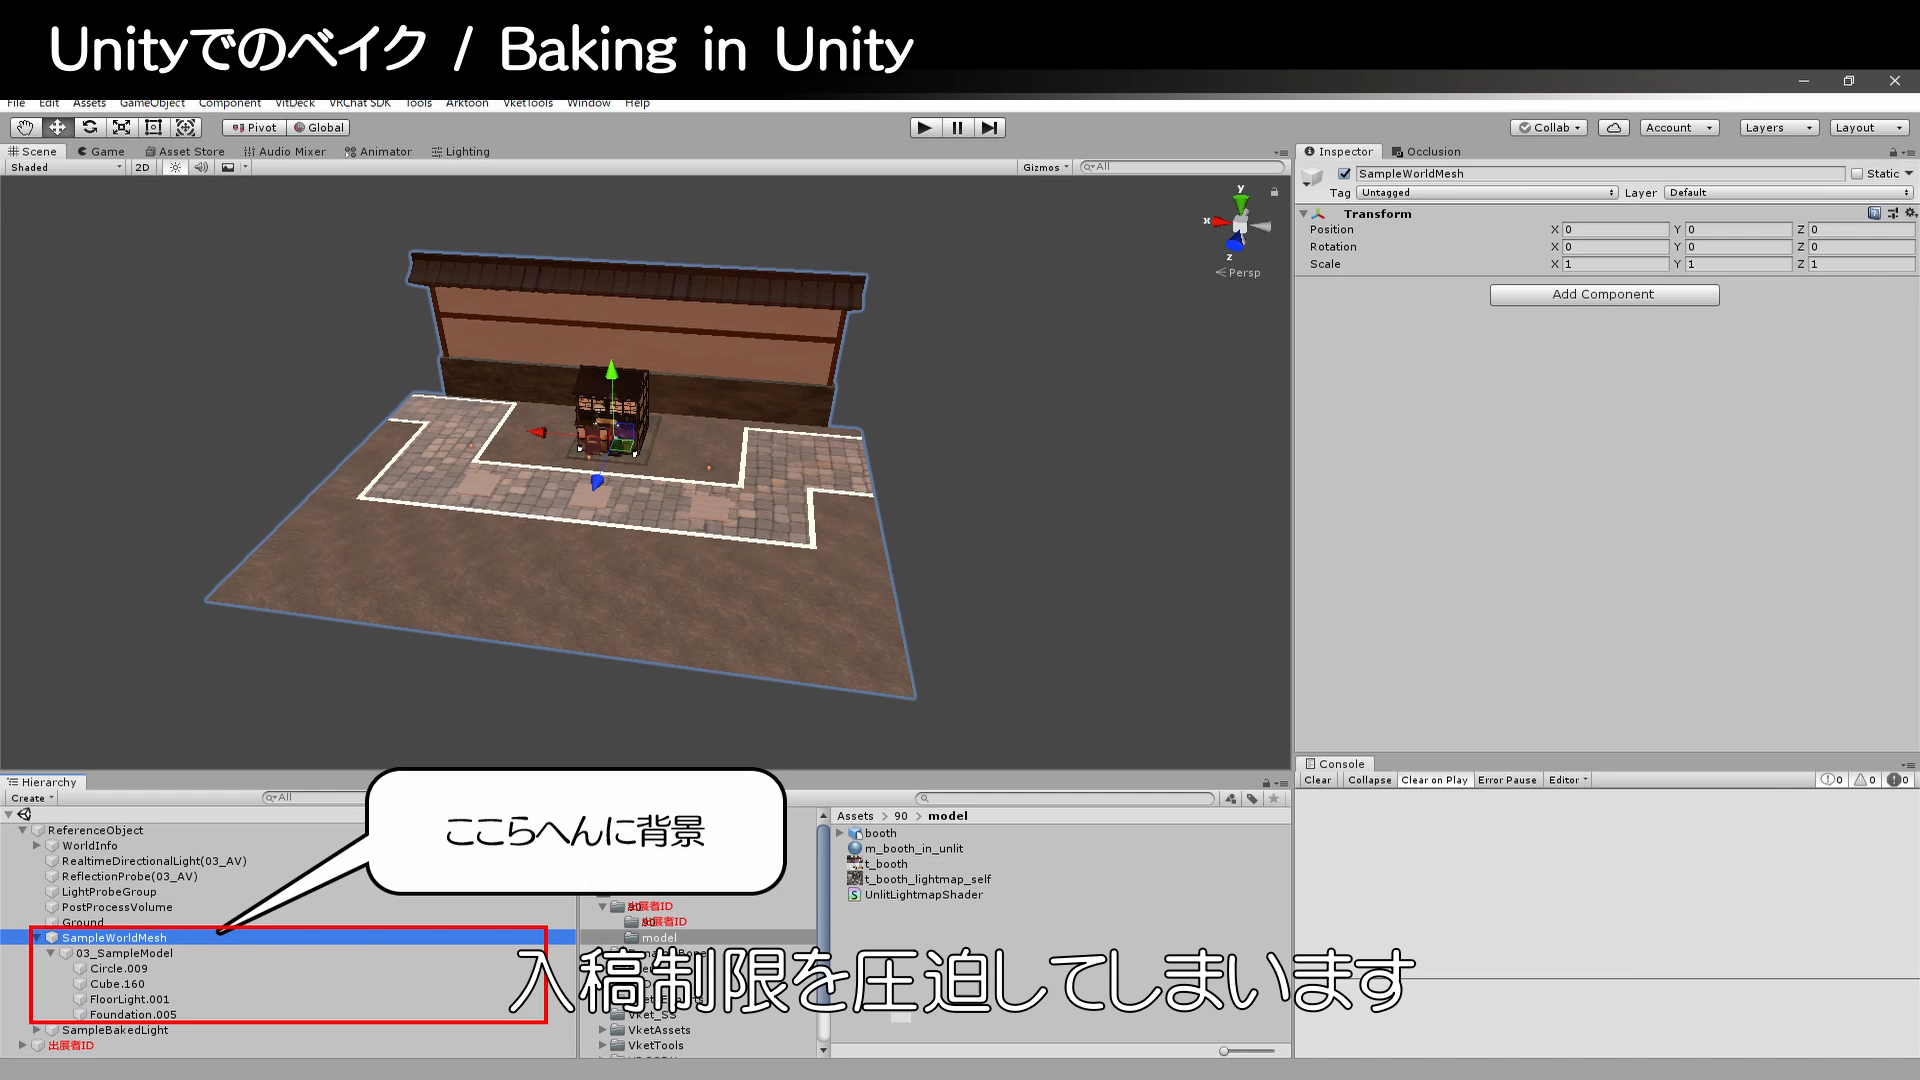 Unityでのベイク / Baking in Unity
File Edit Assets GameObject Component VitDeck VRChat SDK Tools Arktoon VketTools Window Help
Pivot Global Collab Account Layers Layout
Scene Game Asset Store Audio Mixer Animator Lighting
Shaded 2D Gizmos All
y
x
z
Persp
Inspector Occlusion
SampleWorldMesh Static
Tag Untagged Layer Default
Transform
Position X 0 Y 0 Z 0
Rotation X 0 Y 0 Z 0
Scale X 1 Y 1 Z 1
Add Component
Hierarchy
Create All
ReferenceObject
WorldInfo
RealtimeDirectionalLight(03_AV)
ReflectionProbe(03_AV)
LightProbeGroup
PostProcessVolume
Ground
SampleWorldMesh
03_SampleModel
Circle.009
Cube.160
FloorLight.001
Foundation.005
SampleBakedLight
出展者ID
ここらへんに背景
出展者ID
出展者ID
model
Vket_SS
VketAssets
VketTools
Assets > 90 > model
booth
m_booth_in_unlit
t_booth
t_booth_lightmap_self
UnlitLightmapShader
Console
Clear Collapse Clear on Play Error Pause Editor 0 0 0
入稿制限を圧迫してしまいます